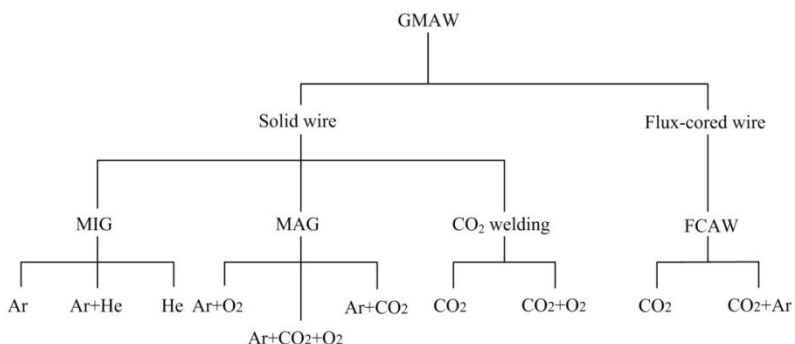 GMAW
Solid wire
Flux-cored wire
MIG
MAG
CO₂ welding
FCAW
Ar
Ar+He
He
Ar+O2
Ar+CO2+O2
Ar+CO2
CO2
CO2+O2
CO2
CO2+Ar